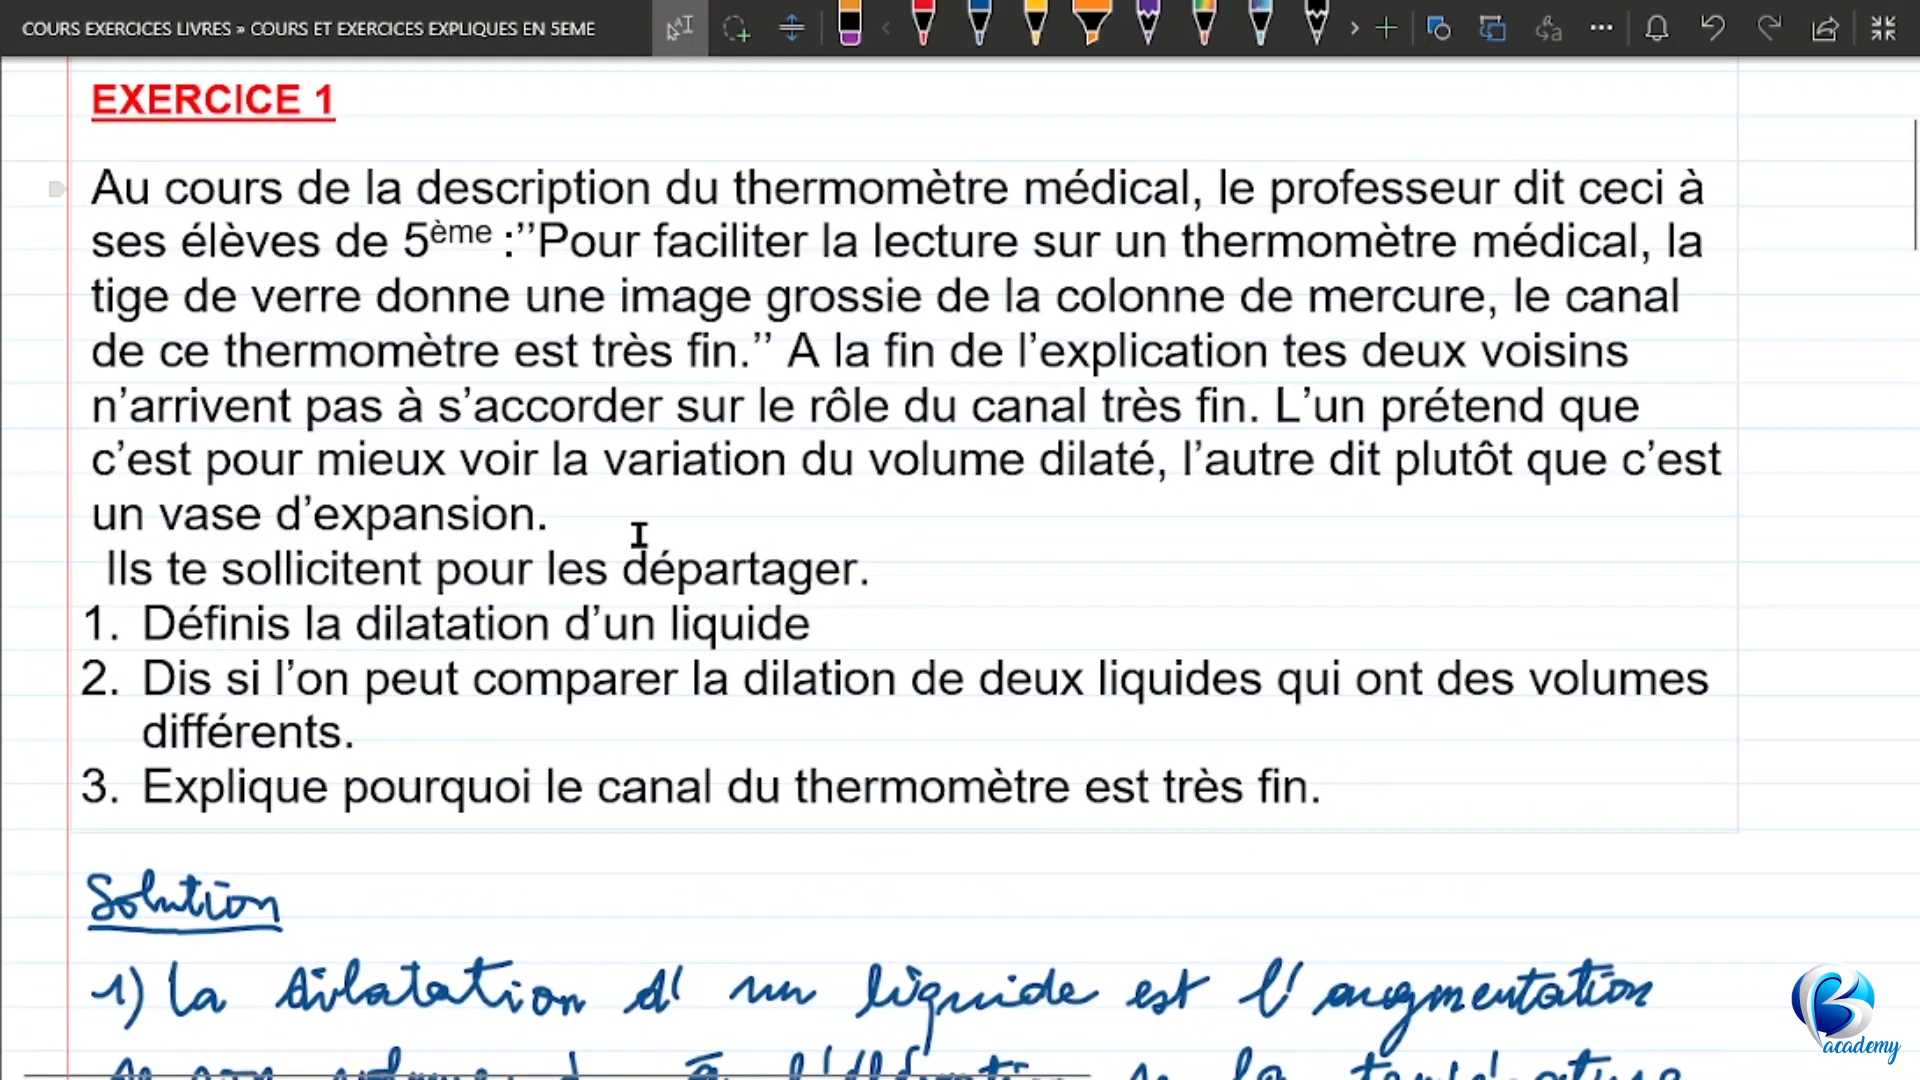 COURS EXERCICES LIVRES » COURS ET EXERCICES EXPLIQUES EN 5EME
EXERCICE 1
Au cours de la description du thermomètre médical, le professeur dit ceci à
ses élèves de 5ème :’’Pour faciliter la lecture sur un thermomètre médical, la
tige de verre donne une image grossie de la colonne de mercure, le canal
de ce thermomètre est très fin.’’ A la fin de l’explication tes deux voisins
n’arrivent pas à s’accorder sur le rôle du canal très fin. L’un prétend que
c’est pour mieux voir la variation du volume dilaté, l’autre dit plutôt que c’est
un vase d’expansion.
Ils te sollicitent pour les départager.
1. Définis la dilatation d’un liquide
2. Dis si l’on peut comparer la dilation de deux liquides qui ont des volumes
différents.
3. Explique pourquoi le canal du thermomètre est très fin.
Solution
1) la dilatation d' un liquide est l' augmentation
de son volume à l'élévation de la température
academy